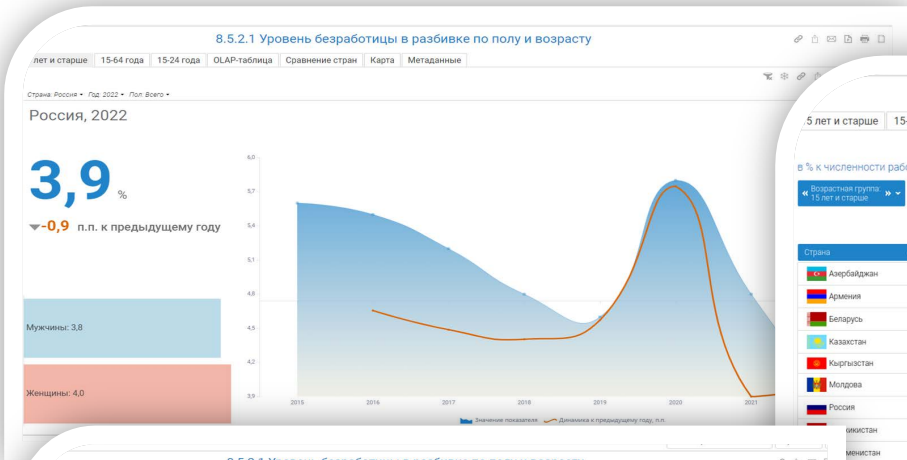 8.5.2.1 Уровень безработицы в разбивке по полу и возрасту
лет и старше 15-64 года 15-24 года OLAP-таблица Сравнение стран Карта Метаданные
Страна: Россия Год: 2022 Пол: Всего
Россия, 2022
3,9 %
-0,9 п.п. к предыдущему году
Мужчины: 3,8
Женщины: 4,0
6,0
5,7
5,4
5,1
4,8
4,5
4,2
3,9
2015 2016 2017 2018 2019 2020 2021
Значение показателя Динамика к предыдущему году, п.п.
5 лет и старше 15-
в % к численности рабо
Возрастная группа:
15 лет и старше
Страна
Азербайджан
Армения
Беларусь
Казахстан
Кыргызстан
Молдова
Россия
икистан
менистан